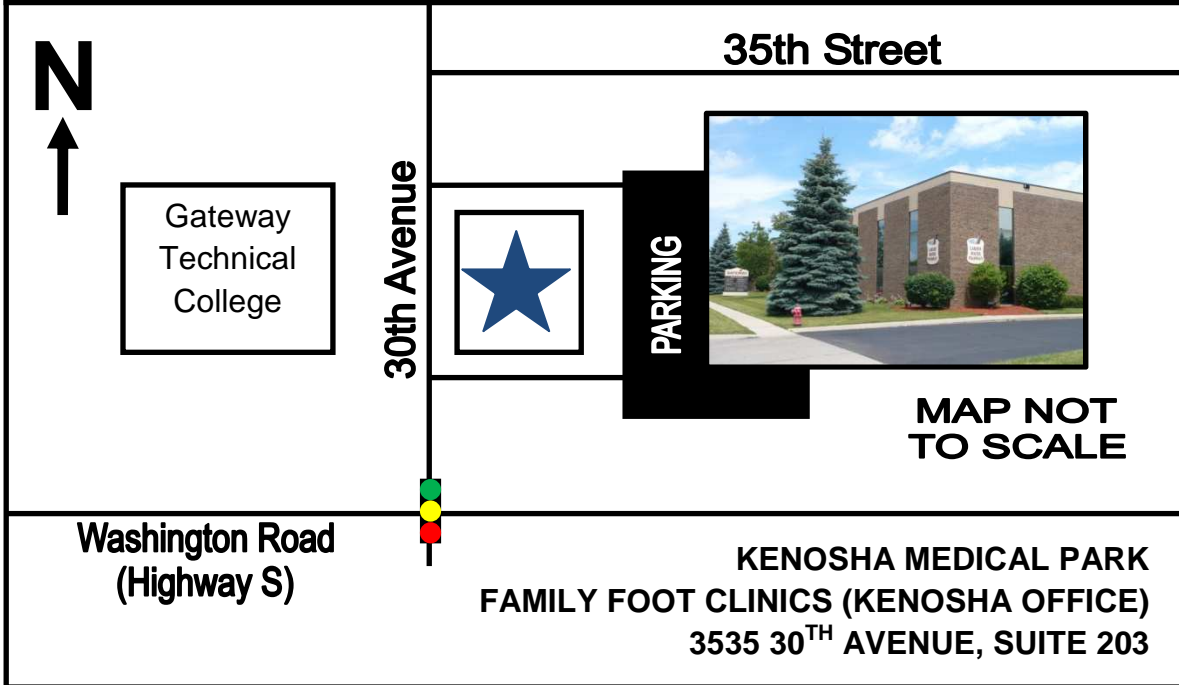 N
35th Street
30th Avenue
Gateway
Technical
College
PARKING
MAP NOT
TO SCALE
Washington Road
(Highway S)
KENOSHA MEDICAL PARK
FAMILY FOOT CLINICS (KENOSHA OFFICE)
3535 30TH AVENUE, SUITE 203